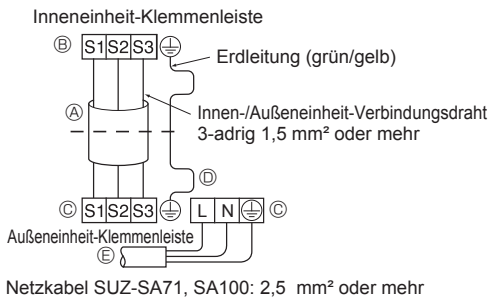 Inneneinheit-Klemmenleiste
Ⓑ S1 S2 S3
Erdleitung (grün/gelb)
Ⓐ
Innen-/Außeneinheit-Verbindungsdraht
3-adrig 1,5 mm² oder mehr
Ⓓ
Ⓒ S1 S2 S3 L N Ⓒ
Außeneinheit-Klemmenleiste
Ⓔ
Netzkabel SUZ-SA71, SA100: 2,5 mm² oder mehr